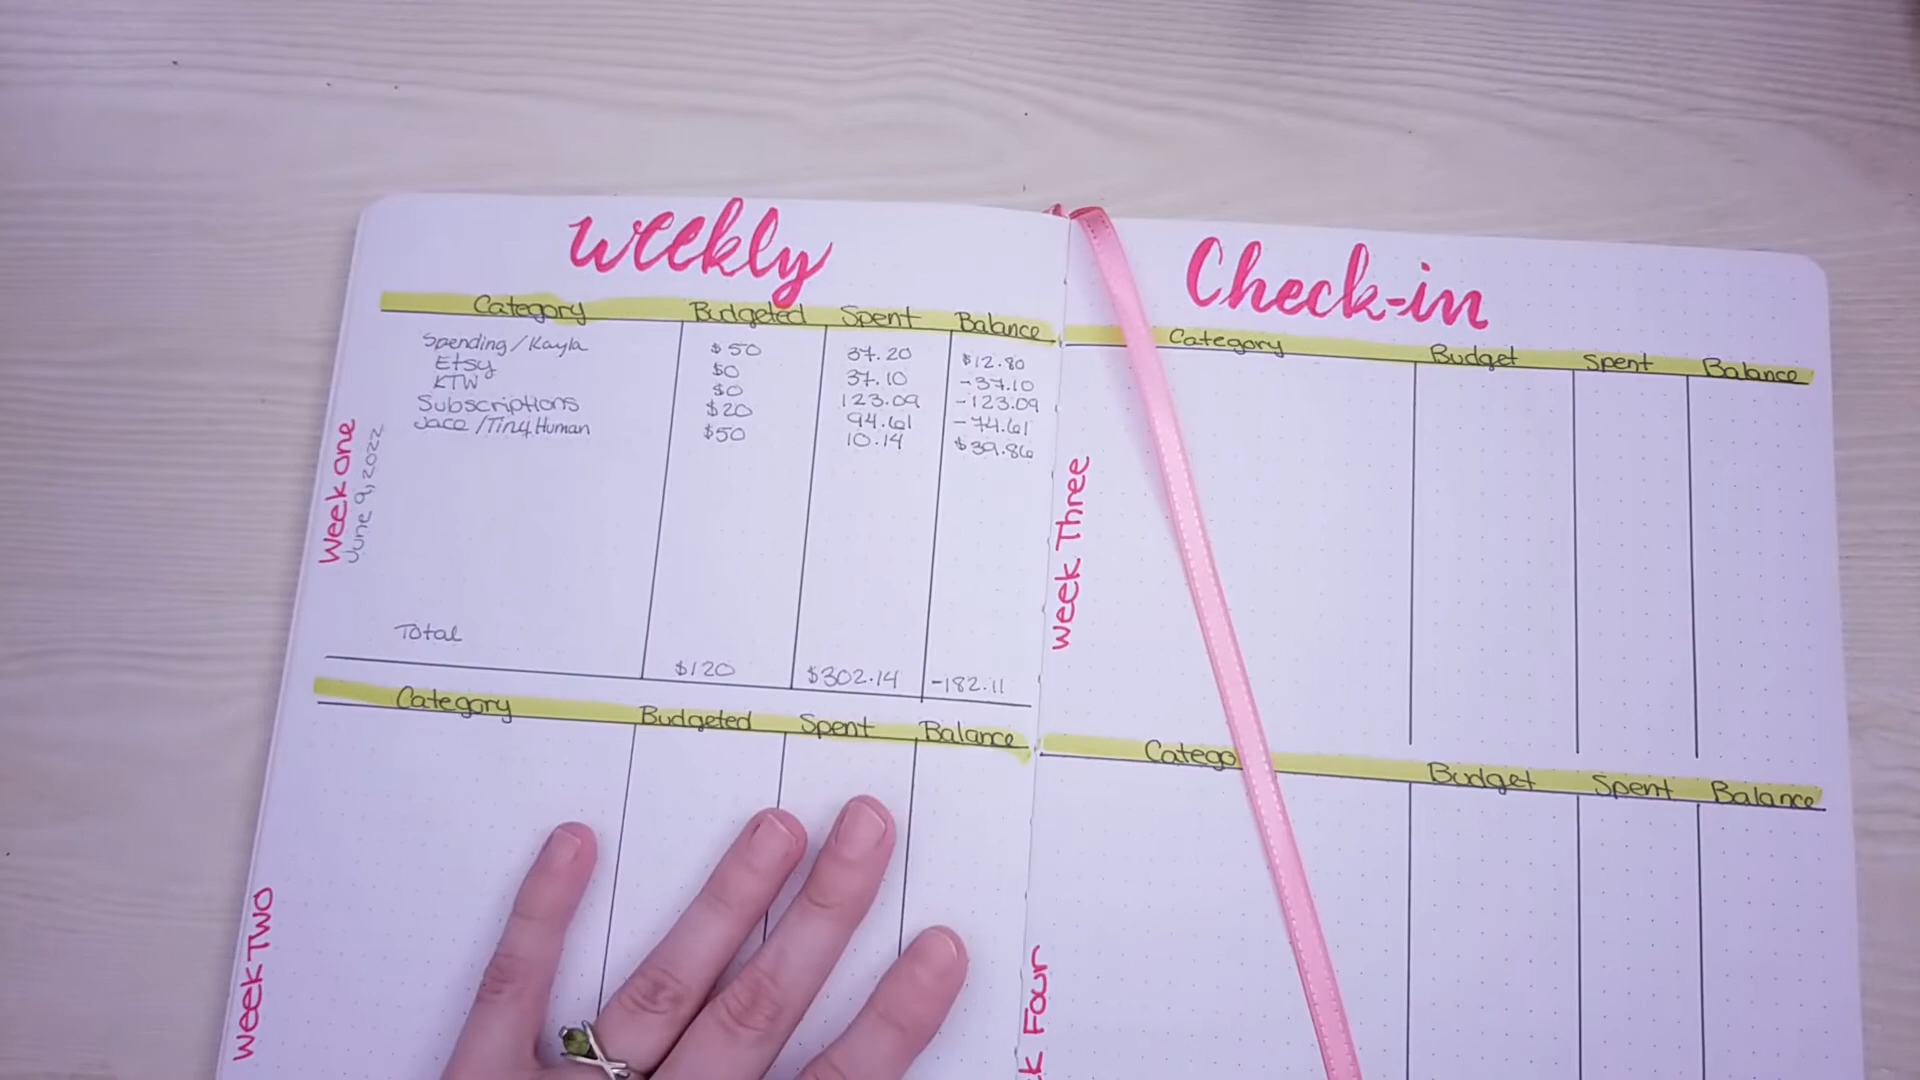 Weekly
Category Budgeted Spent Balance
Spending/Kayla $50 37.20 $12.80
Etsy $0 37.10 -37.10
KTW $0 123.09 -123.09
Subscriptions $20 94.61 -74.61
Jace/Tiny Human $50 10.14 $39.86
Week one
June 9, 2022
Total
$120 $302.14 -182.11
Category Budgeted Spent Balance
Week TWO
Check-in
Category Budget Spent Balance
Week Three
Catego Budget Spent Balance
k Four